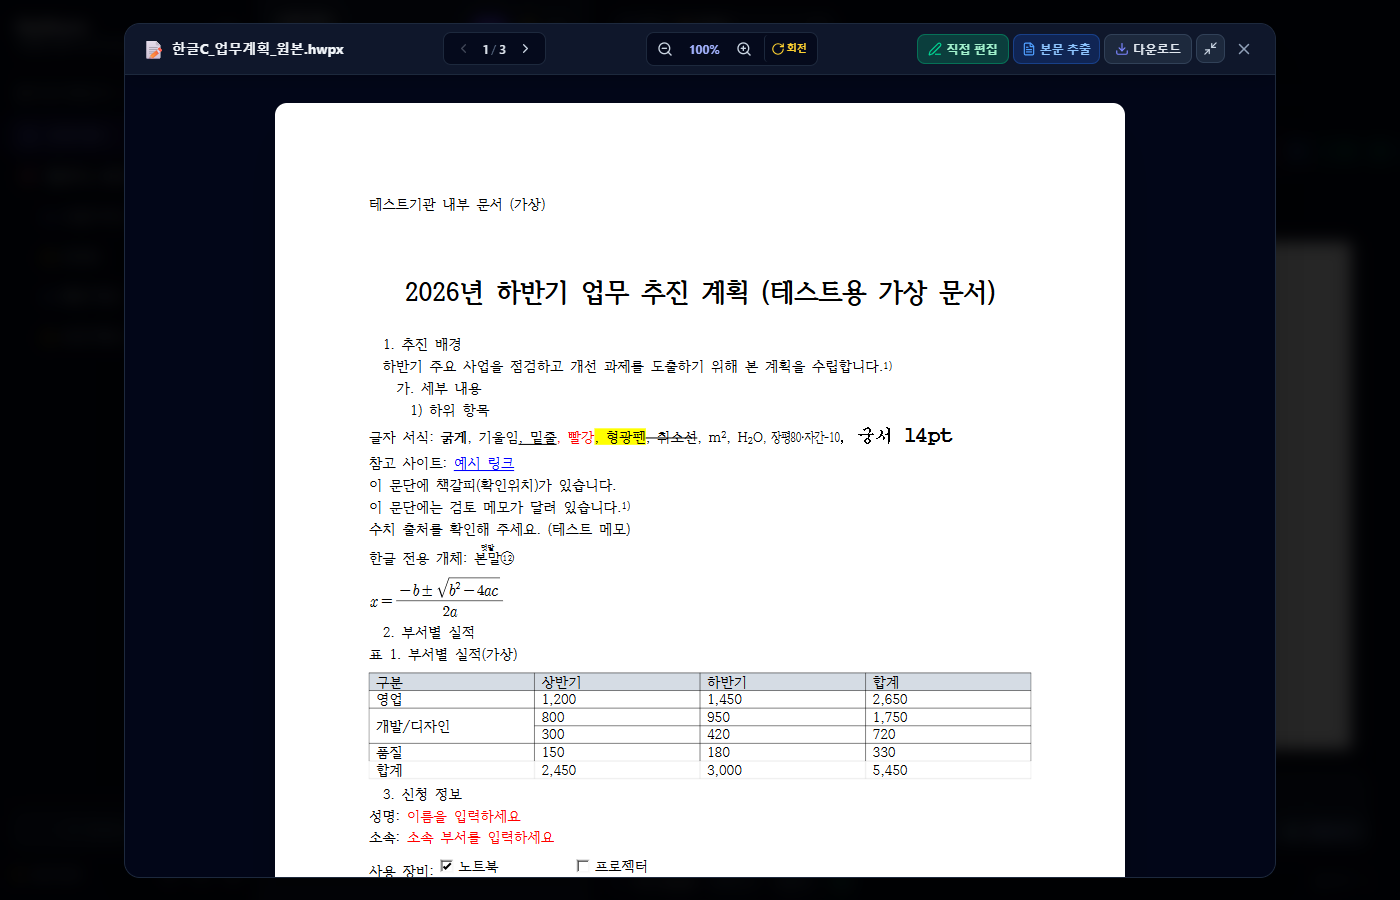 한글C_업무계획_원본.hwpx
1 / 3
100%
회전
직접 편집
본문 추출
다운로드
테스트기관 내부 문서 (가상)
2026년 하반기 업무 추진 계획 (테스트용 가상 문서)
1. 추진 배경
하반기 주요 사업을 점검하고 개선 과제를 도출하기 위해 본 계획을 수립합니다.1)
가. 세부 내용
1) 하위 항목
글자 서식: 굵게, 기울임, 밑줄, 빨강, 형광펜, 취소선, m², H₂O, 장평80·자간-10, 궁서 14pt
참고 사이트: 예시 링크
이 문단에 책갈피(확인위치)가 있습니다.
이 문단에는 검토 메모가 달려 있습니다.1)
수치 출처를 확인해 주세요. (테스트 메모)
덧말
한글 전용 개체: 본말⑫
x = (−b ± √(b² − 4ac)) / 2a
2. 부서별 실적
표 1. 부서별 실적(가상)
구분 상반기 하반기 합계
영업 1,200 1,450 2,650
개발/디자인 800 950 1,750
300 420 720
품질 150 180 330
합계 2,450 3,000 5,450
3. 신청 정보
성명: 이름을 입력하세요
소속: 소속 부서를 입력하세요
사용 장비: 노트북 프로젝터